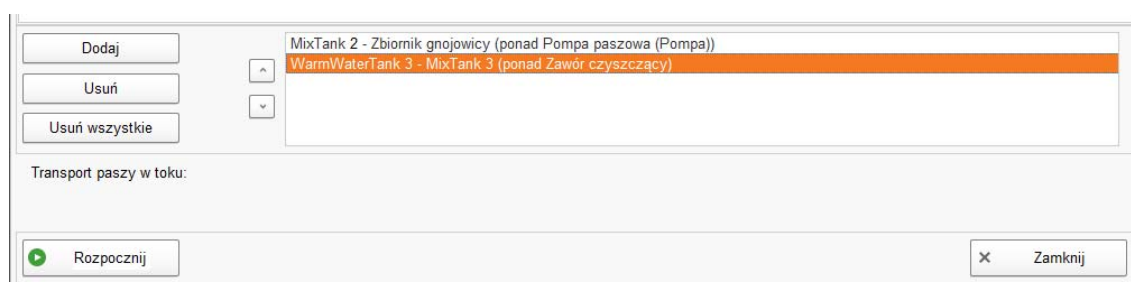 Dodaj
Usuń
Usuń wszystkie
MixTank 2 - Zbiornik gnojowicy (ponad Pompa paszowa (Pompa))
WarmWaterTank 3 - MixTank 3 (ponad Zawór czyszczący)
Transport paszy w toku:
Rozpocznij
Zamknij